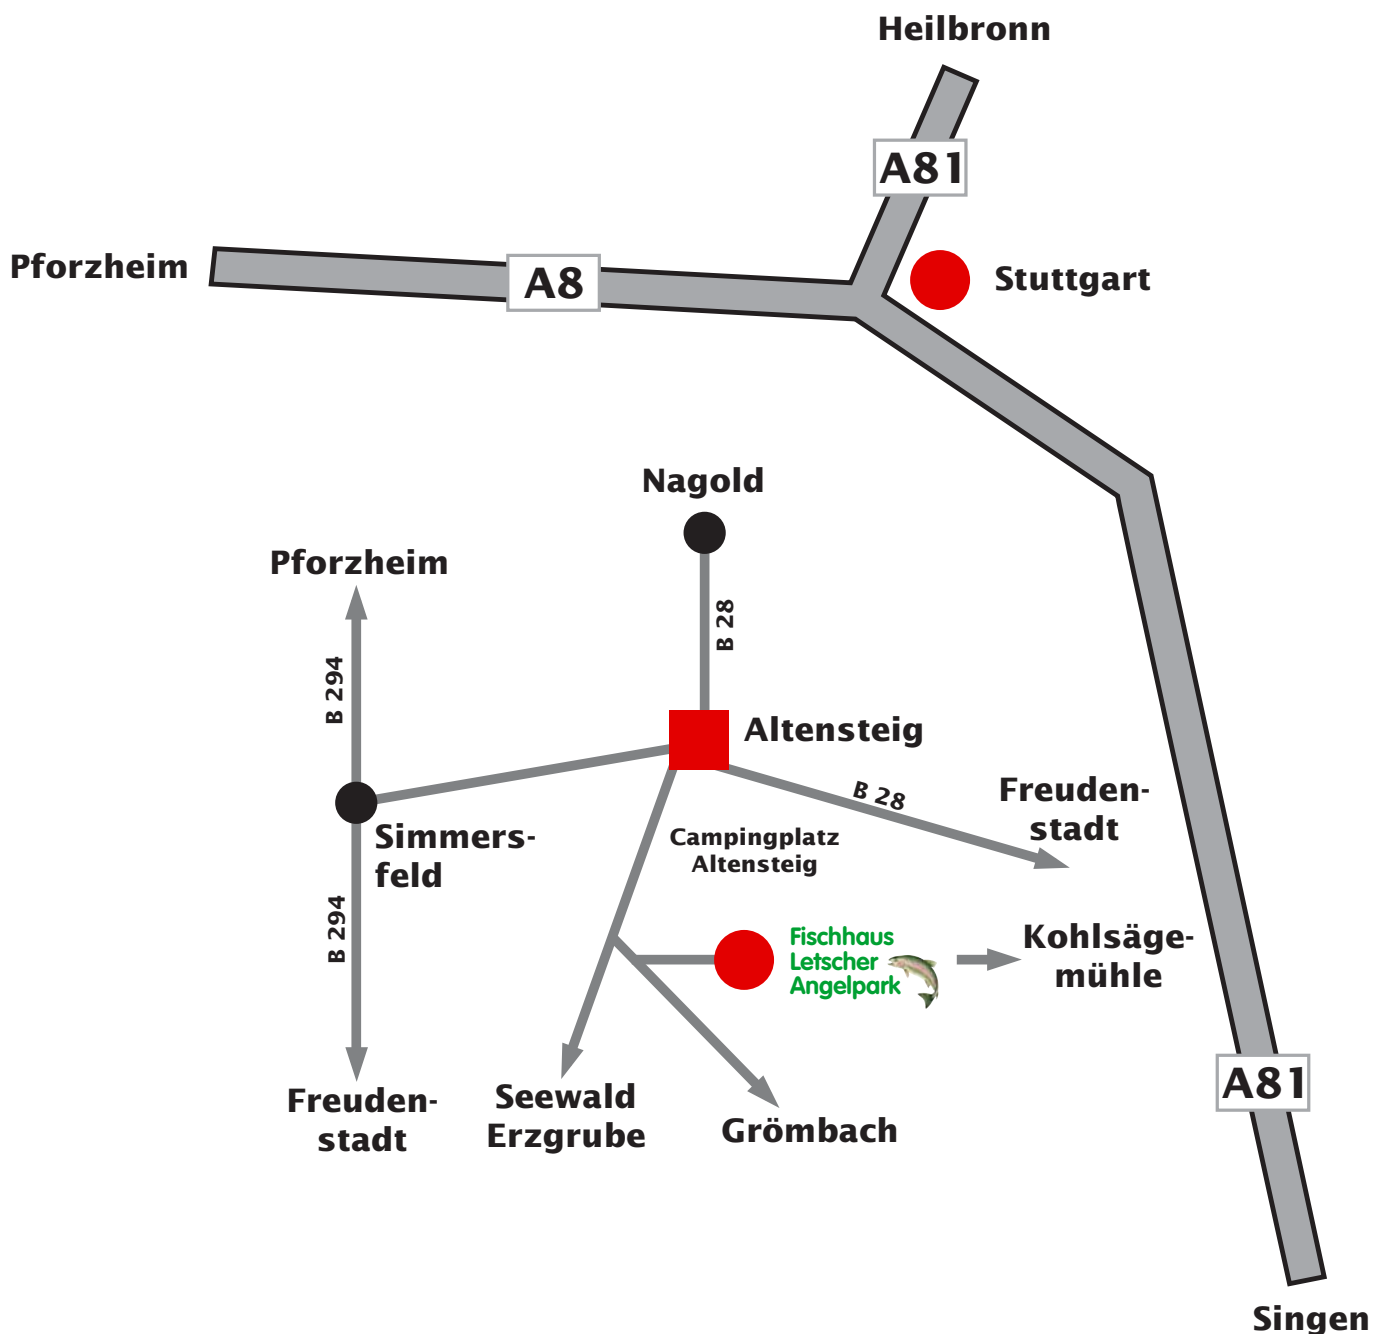 Heilbronn
A81
Pforzheim
A8
Stuttgart
Nagold
Pforzheim
B 28
B 294
Altensteig
B 28
Freuden-
stadt
Simmers-
feld
Campingplatz
Altensteig
B 294
Fischhaus
Letscher
Angelpark
Kohlsäge-
mühle
A81
Freuden-
stadt
Seewald
Erzgrube
Grömbach
Singen